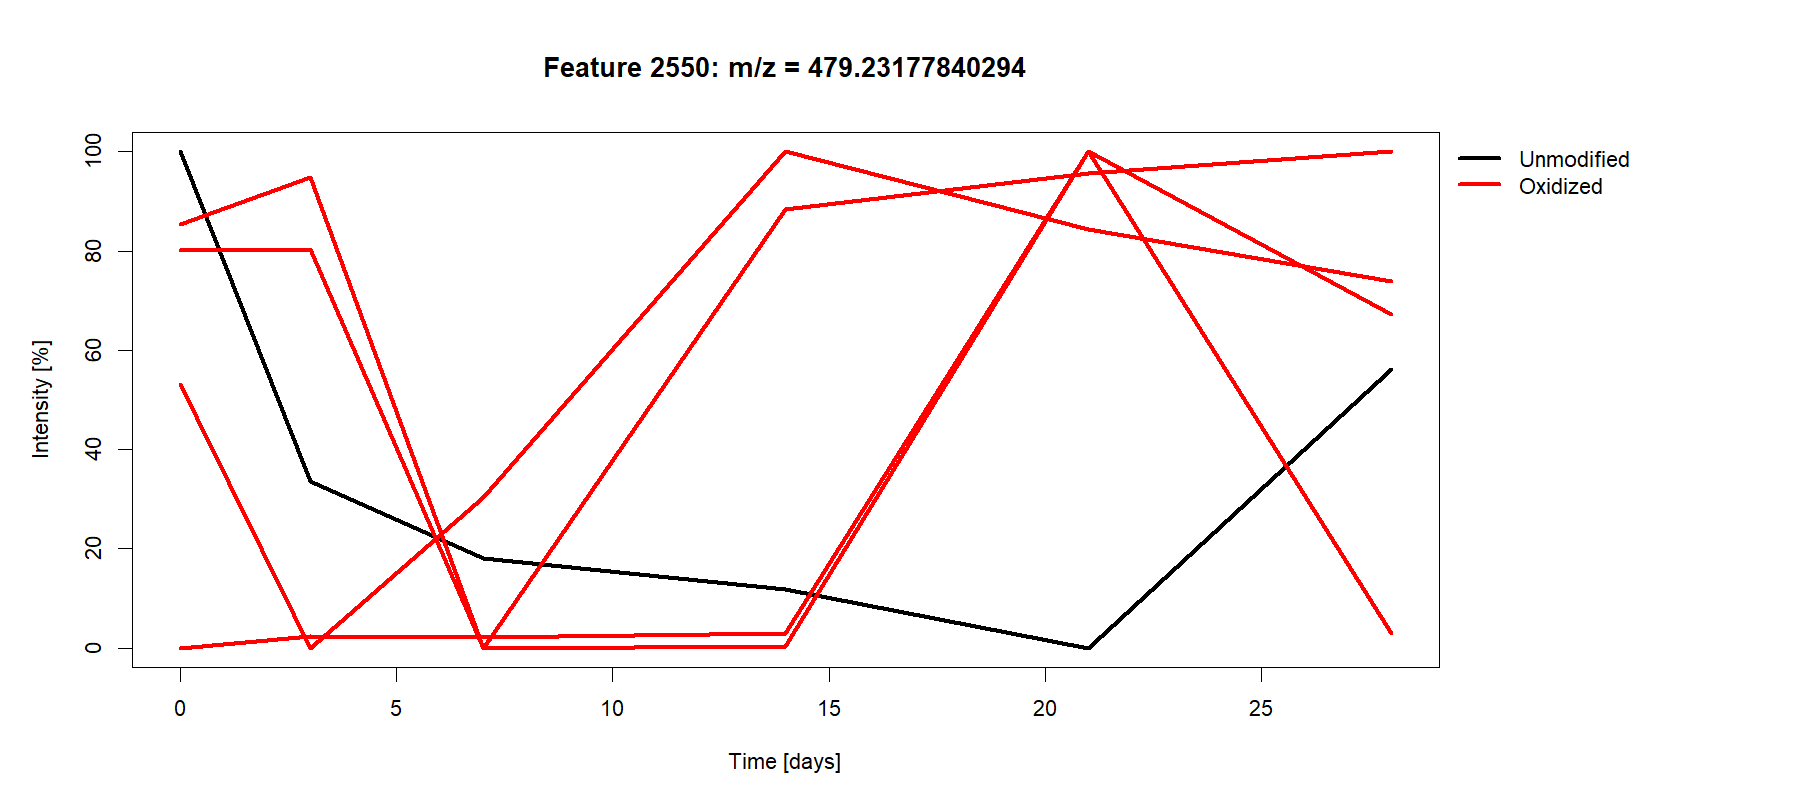 Feature 2550: m/z = 479.23177840294
Unmodified
Oxidized
Intensity [%]
100
80
60
40
20
0
0 5 10 15 20 25
Time [days]